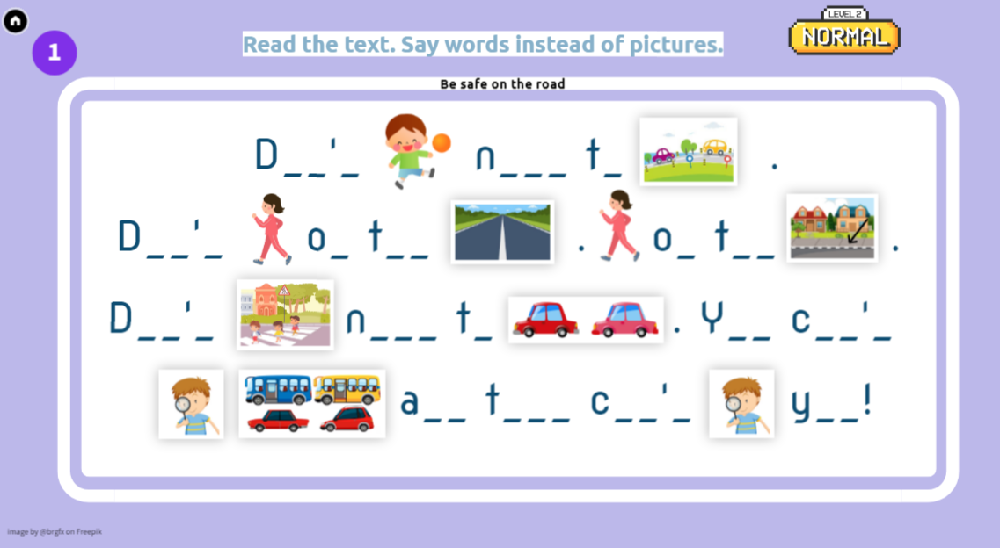 LEVEL 2
NORMAL
1
Read the text. Say words instead of pictures.
Be safe on the road
D__'_ n___ t_ .
D__'_ o_ t__ . o_ t__ .
D__'_ n___ t_ . Y__ c__'_
a__ t___ c__'_ y__!
image by @brgfx on Freepik